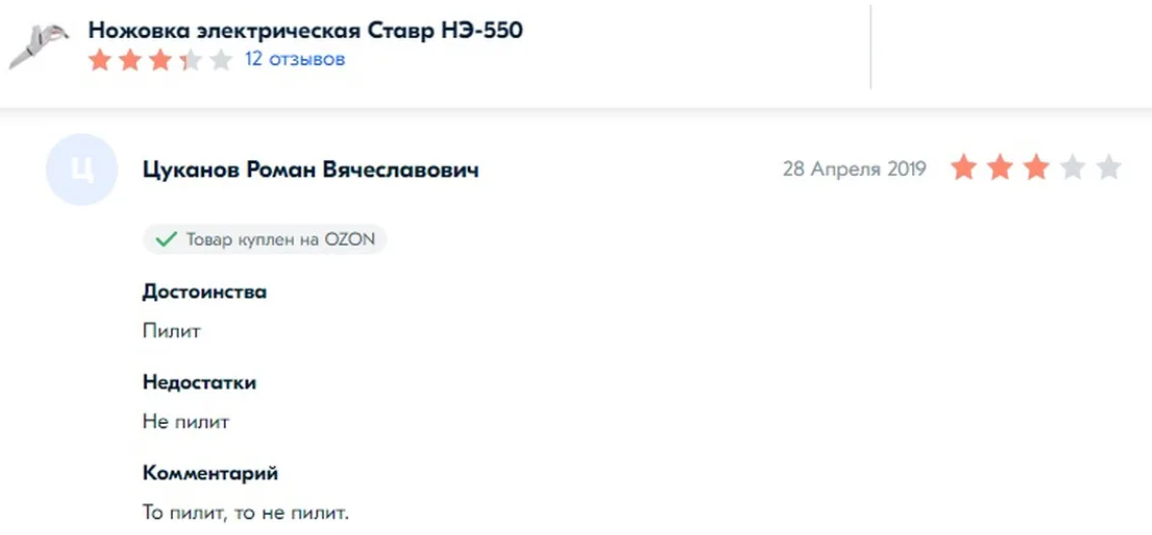 Ножовка электрическая Ставр НЭ-550
12 отзывов
Ц
Цуканов Роман Вячеславович
28 Апреля 2019
Товар куплен на OZON
Достоинства
Пилит
Недостатки
Не пилит
Комментарий
То пилит, то не пилит.